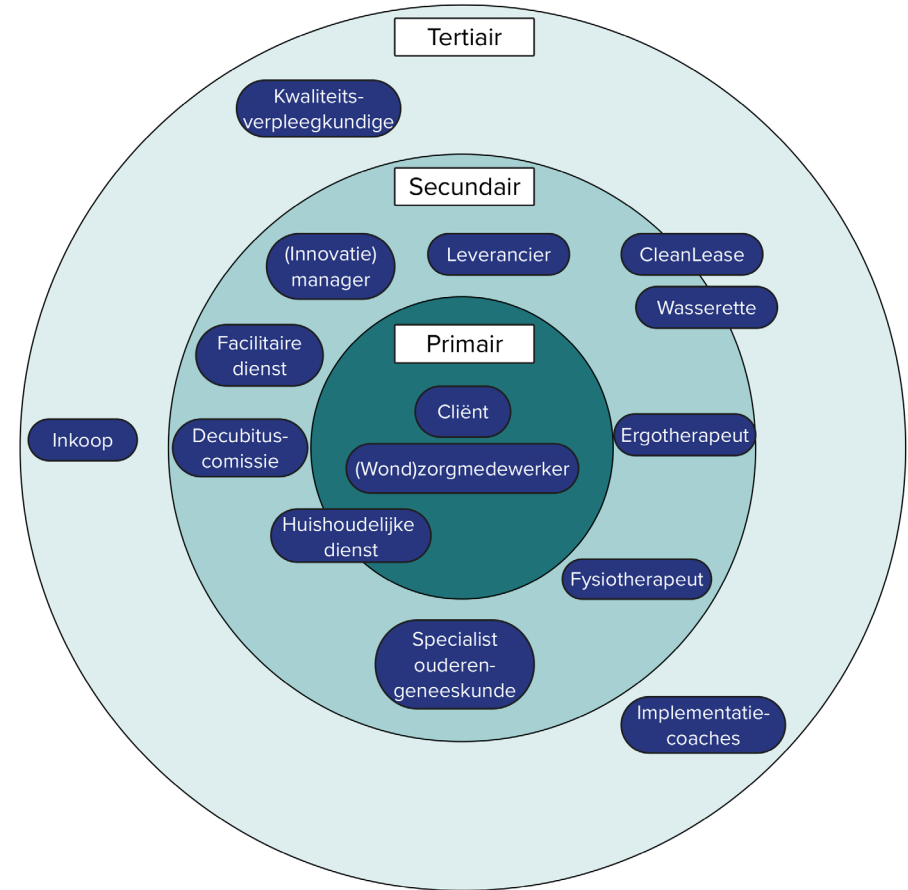 Tertiair
Kwaliteits-
verpleegkundige
Secundair
(Innovatie)
manager
Leverancier
CleanLease
Wasserette
Facilitaire
dienst
Primair
Cliënt
Inkoop
Decubitus-
comissie
Ergotherapeut
(Wond)zorgmedewerker
Huishoudelijke
dienst
Fysiotherapeut
Specialist
ouderen-
geneeskunde
Implementatie-
coaches